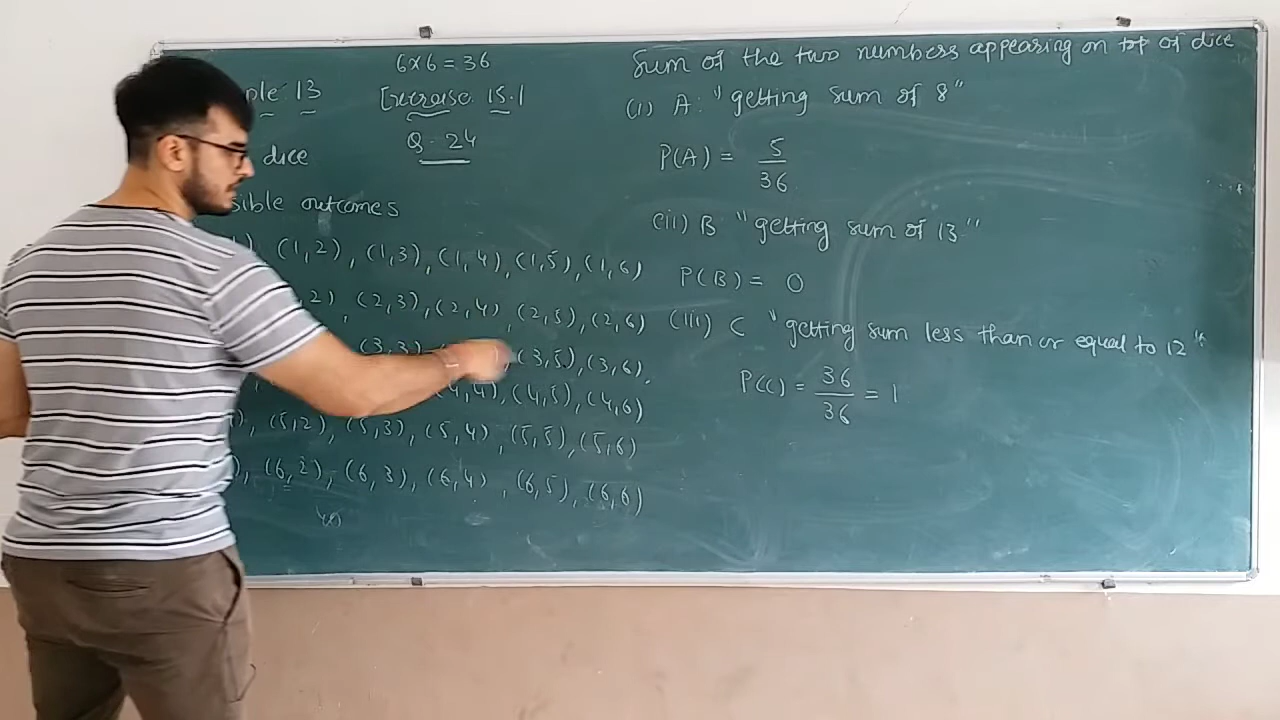 6x6 = 36
ple 13
Exercise 15.1
Q. 24
dice
sible outcomes
), (1,2), (1,3), (1,4), (1,5), (1,6)
2), (2,3), (2,4), (2,5), (2,6)
(3,3), (3,5), (3,6),
(4,4), (4,5), (4,6)
), (5,2), (5,3), (5,4), (5,5), (5,6)
), (6,2), (6,3), (6,4), (6,5), (6,6)
Sum of the two numbers appearing on top of dice
(i) A: "getting sum of 8"
P(A) = 5/36
(ii) B "getting sum of 13"
P(B) = 0
(iii) C "getting sum less than or equal to 12"
P(C) = 36/36 = 1